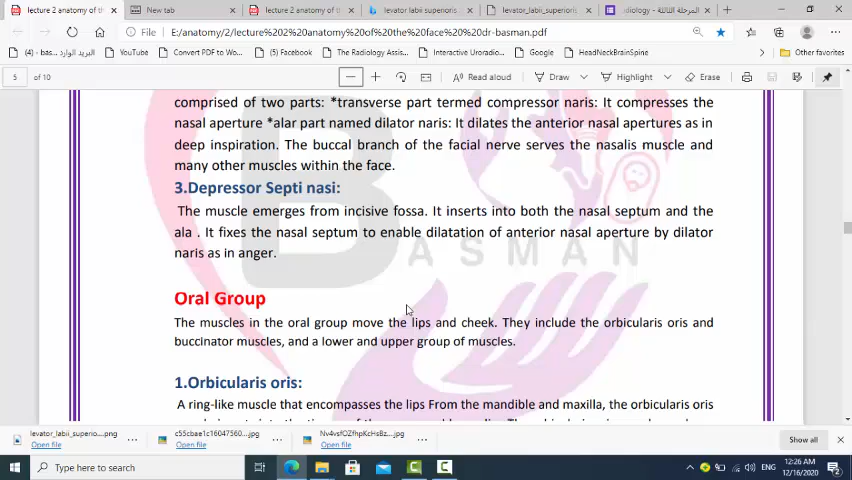 lecture 2 anatomy of the
New tab
lecture 2 anatomy of th
levator labii superioris
levator_labii_superioris
المرحلة الثالثة - Radiology
File
E:/anatomy/2/lecture%202%20anatomy%20of%20the%20face%20%20dr-basman.pdf
(4) - البريد الوارد - bas...
YouTube
Convert PDF to Wo...
(5) Facebook
The Radiology Assis...
Interactive Uroradio...
Google
HeadNeckBrainSpine
Other favorites
5 of 10
Read aloud
Draw
Highlight
Erase
comprised of two parts: *transverse part termed compressor naris: It compresses the
nasal aperture *alar part named dilator naris: It dilates the anterior nasal apertures as in
deep inspiration. The buccal branch of the facial nerve serves the nasalis muscle and
many other muscles within the face.
3.Depressor Septi nasi:
The muscle emerges from incisive fossa. It inserts into both the nasal septum and the
ala . It fixes the nasal septum to enable dilatation of anterior nasal aperture by dilator
naris as in anger.
BASMAN
Oral Group
The muscles in the oral group move the lips and cheek. They include the orbicularis oris and
buccinator muscles, and a lower and upper group of muscles.
1.Orbicularis oris:
A ring-like muscle that encompasses the lips From the mandible and maxilla, the orbicularis oris
levator_labii_superio....png
Open file
c55cbae1c16047560....jpg
Open file
Nv4vsfOZfhpKcHsBz....jpg
Open file
Show all
Type here to search
ENG
12:26 AM
12/16/2020
2